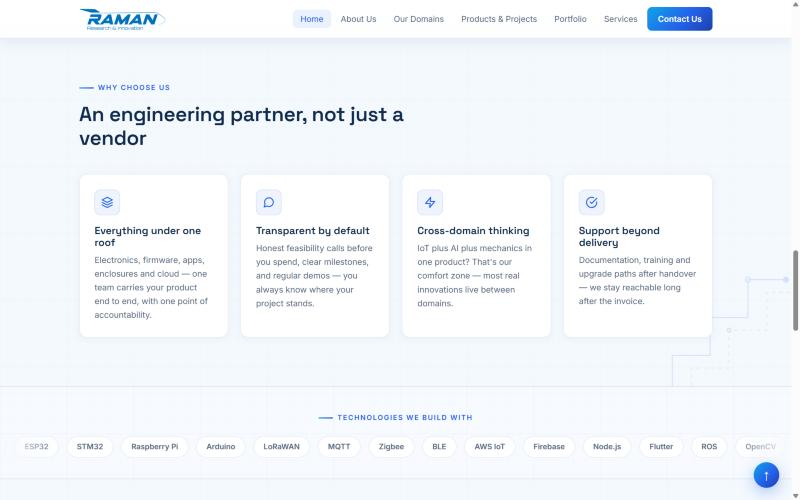 RAMAN
Research & Innovation
Home
About Us
Our Domains
Products & Projects
Portfolio
Services
Contact Us
WHY CHOOSE US
An engineering partner, not just a
vendor
Everything under one
roof
Electronics, firmware, apps,
enclosures and cloud — one
team carries your product
end to end, with one point of
accountability.
Transparent by default
Honest feasibility calls before
you spend, clear milestones,
and regular demos — you
always know where your
project stands.
Cross-domain thinking
IoT plus AI plus mechanics in
one product? That's our
comfort zone — most real
innovations live between
domains.
Support beyond
delivery
Documentation, training and
upgrade paths after handover
— we stay reachable long
after the invoice.
TECHNOLOGIES WE BUILD WITH
ESP32
STM32
Raspberry Pi
Arduino
LoRaWAN
MQTT
Zigbee
BLE
AWS IoT
Firebase
Node.js
Flutter
ROS
OpenCV